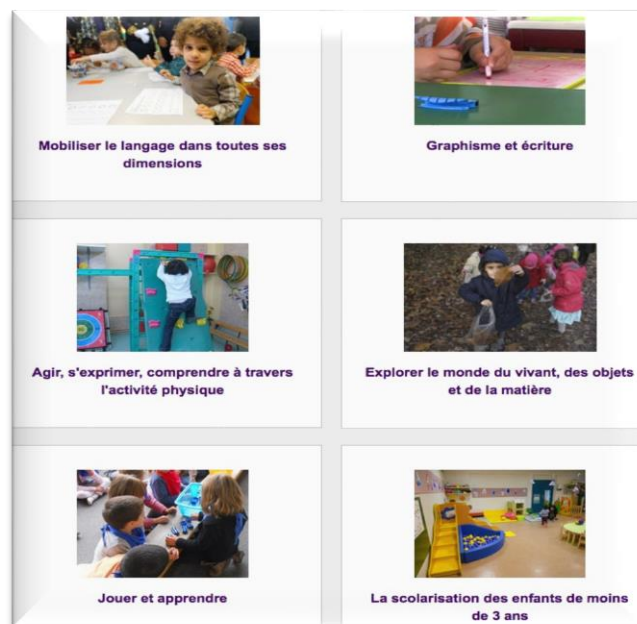 Mobiliser le langage dans toutes ses
dimensions
Graphisme et écriture
Agir, s'exprimer, comprendre à travers
l'activité physique
Explorer le monde du vivant, des objets
et de la matière
Jouer et apprendre
La scolarisation des enfants de moins
de 3 ans